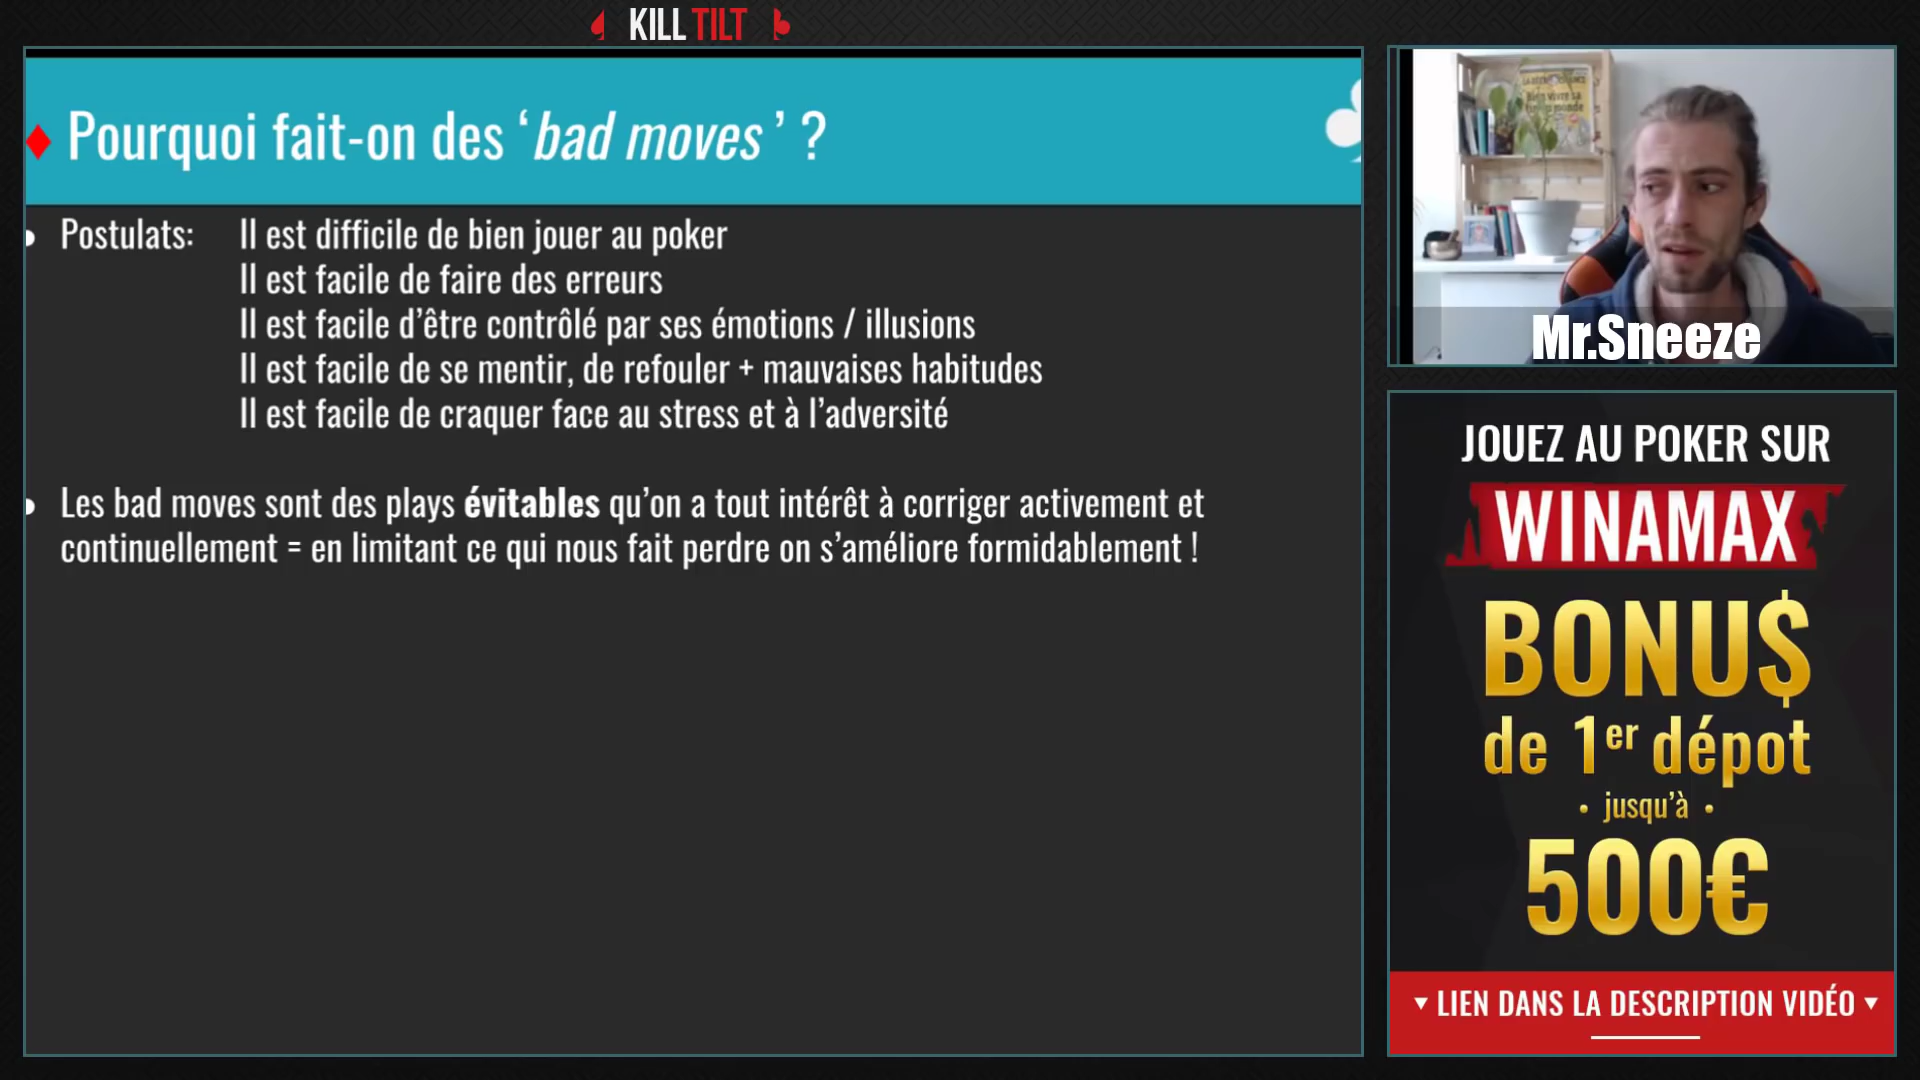 KILL TILT
Pourquoi fait-on des ‘bad moves’ ?
Postulats: Il est difficile de bien jouer au poker
Il est facile de faire des erreurs
Il est facile d’être contrôlé par ses émotions / illusions
Il est facile de se mentir, de refouler + mauvaises habitudes
Il est facile de craquer face au stress et à l’adversité
Les bad moves sont des plays évitables qu’on a tout intérêt à corriger activement et
continuellement = en limitant ce qui nous fait perdre on s’améliore formidablement !
Bien vivre sa
Mr.Sneeze
JOUEZ AU POKER SUR
WINAMAX
BONU$
de 1er dépot
• jusqu’à •
500€
LIEN DANS LA DESCRIPTION VIDÉO